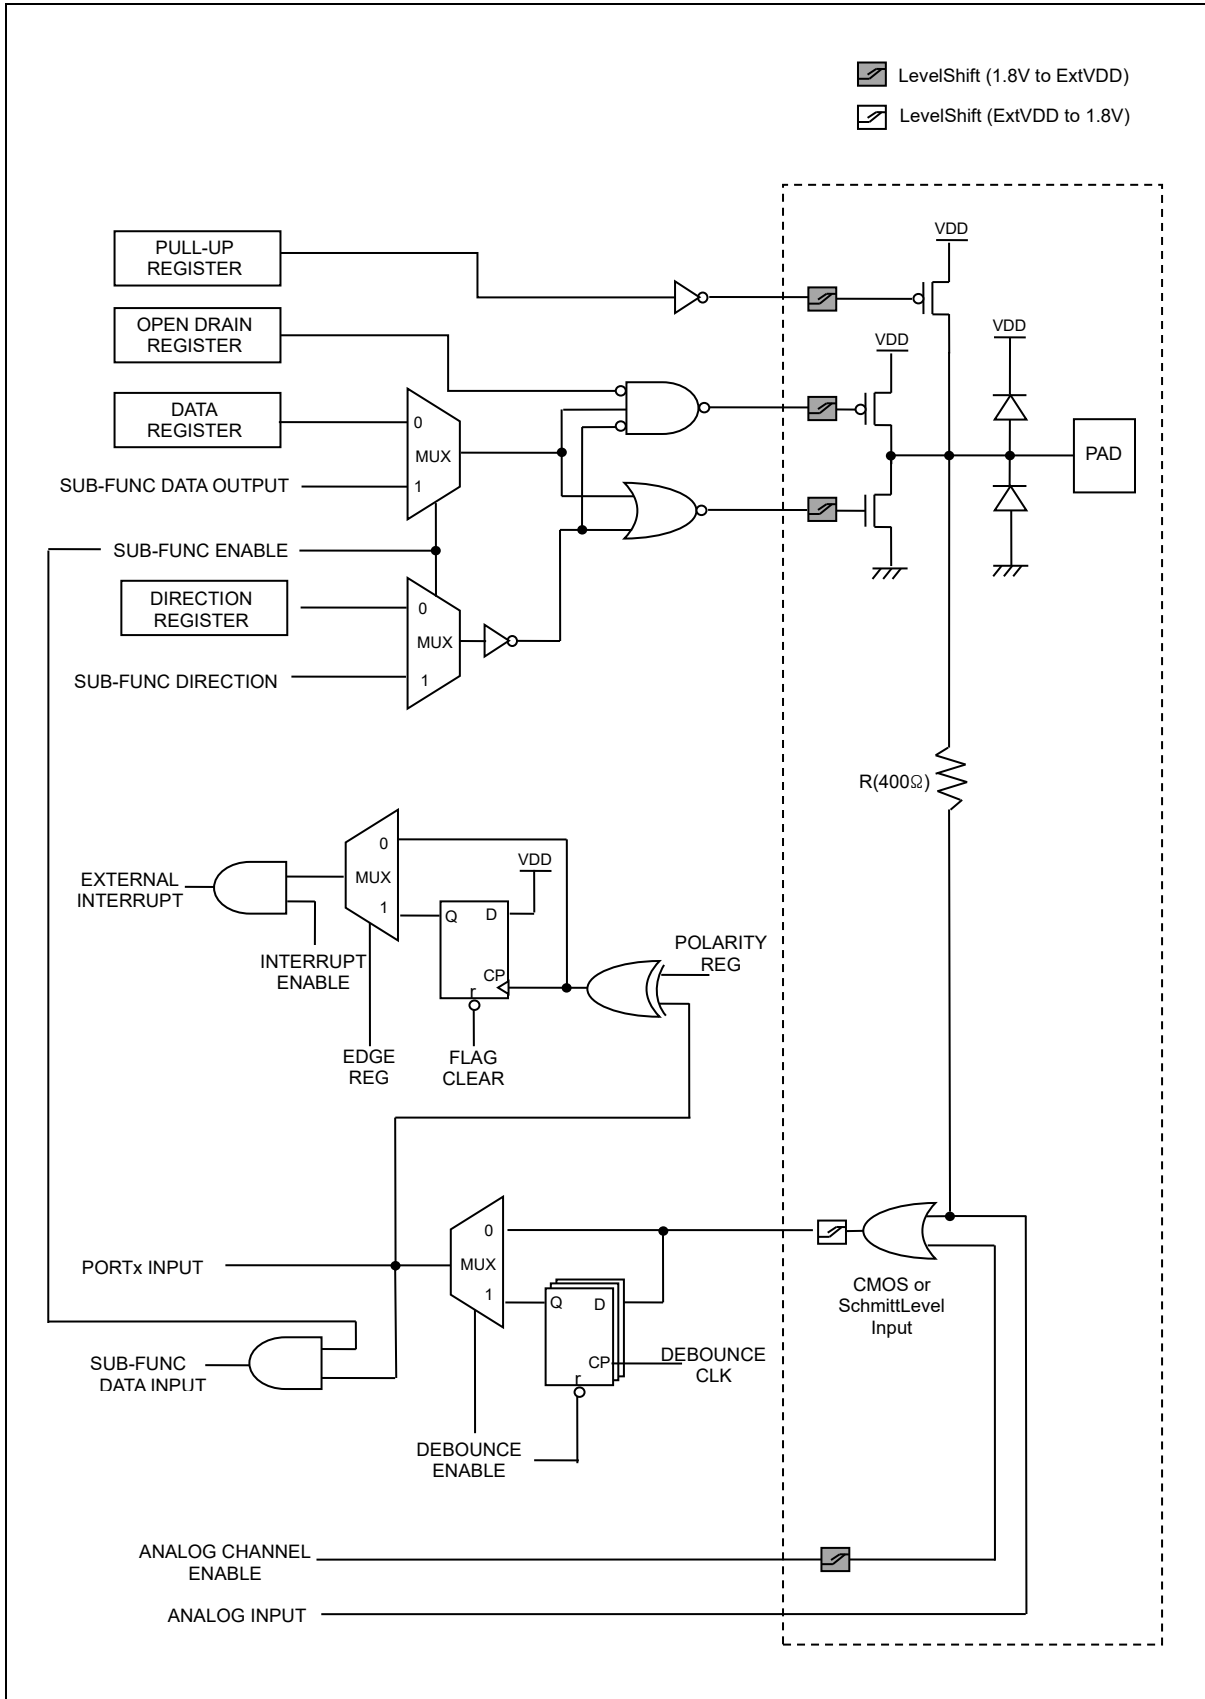 LevelShift (1.8V to ExtVDD)
LevelShift (ExtVDD to 1.8V)
VDD
PULL-UP
REGISTER
OPEN DRAIN
REGISTER
VDD
VDD
DATA
REGISTER
0
MUX
1
SUB-FUNC DATA OUTPUT
PAD
SUB-FUNC ENABLE
DIRECTION
REGISTER
0
MUX
1
SUB-FUNC DIRECTION
R(400Ω)
0
MUX
1
VDD
EXTERNAL
INTERRUPT
Q
D
CP
r
INTERRUPT
ENABLE
POLARITY
REG
EDGE
REG
FLAG
CLEAR
0
MUX
1
PORTx INPUT
Q
D
CP
r
CMOS or
SchmittLevel
Input
SUB-FUNC
DATA INPUT
DEBOUNCE
CLK
DEBOUNCE
ENABLE
ANALOG CHANNEL
ENABLE
ANALOG INPUT